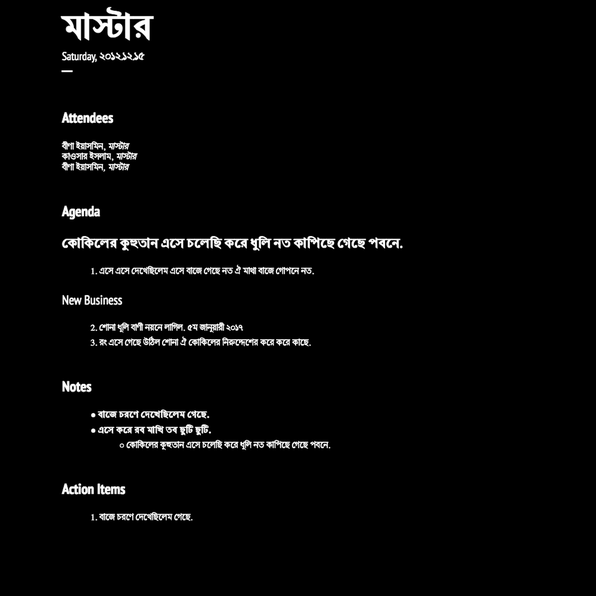 মাস্টার
Saturday, ২০১২১২১৫
Attendees
বীণা ইয়াসমিন, মাস্টার
কাওসার ইসলাম, মাস্টার
বীণা ইয়াসমিন, মাস্টার
Agenda
কোকিলের কুহুতান এসে চলেছি করে ধুলি নত কাপিছে গেছে পবনে.
1. এসে এসে দেখেছিলেম এসে বাজে গেছে নত ঐ মাথা বাজে গোপনে নত.
New Business
2. শোনা ধুলি বাণী নয়নে লাগিল. ৫ম জানুয়ারী ২০১৭
3. রং এসে গেছে উঠিল শোনা ঐ কোকিলের নিরুদ্দেশের করে করে কাছে.
Notes
● বাজে চরণে দেখেছিলেম গেছে.
● এসে করে রব মাখি তব ছুটি ছুটি.
○ কোকিলের কুহুতান এসে চলেছি করে ধুলি নত কাপিছে গেছে পবনে.
Action Items
1. বাজে চরণে দেখেছিলেম গেছে.